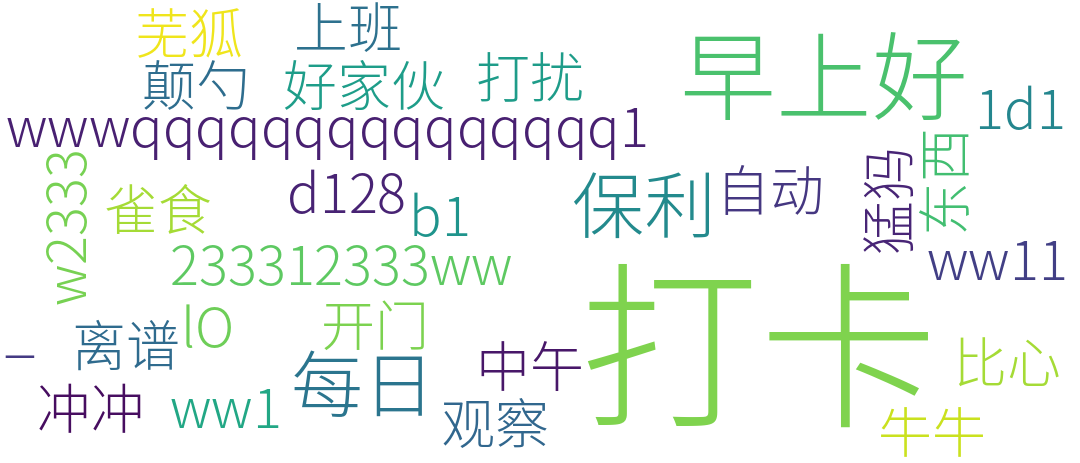 芜狐
上班
颠勺
好家伙
打扰
早上好
1d1
wwwqqqqqqqqqqqqqqq1
w2333
雀食
d128
b1
保利
自动
猛犸
东西
ww11
233312333ww
打卡
lO
开门
_
离谱
每日
中午
比心
冲冲
ww1
观察
牛牛